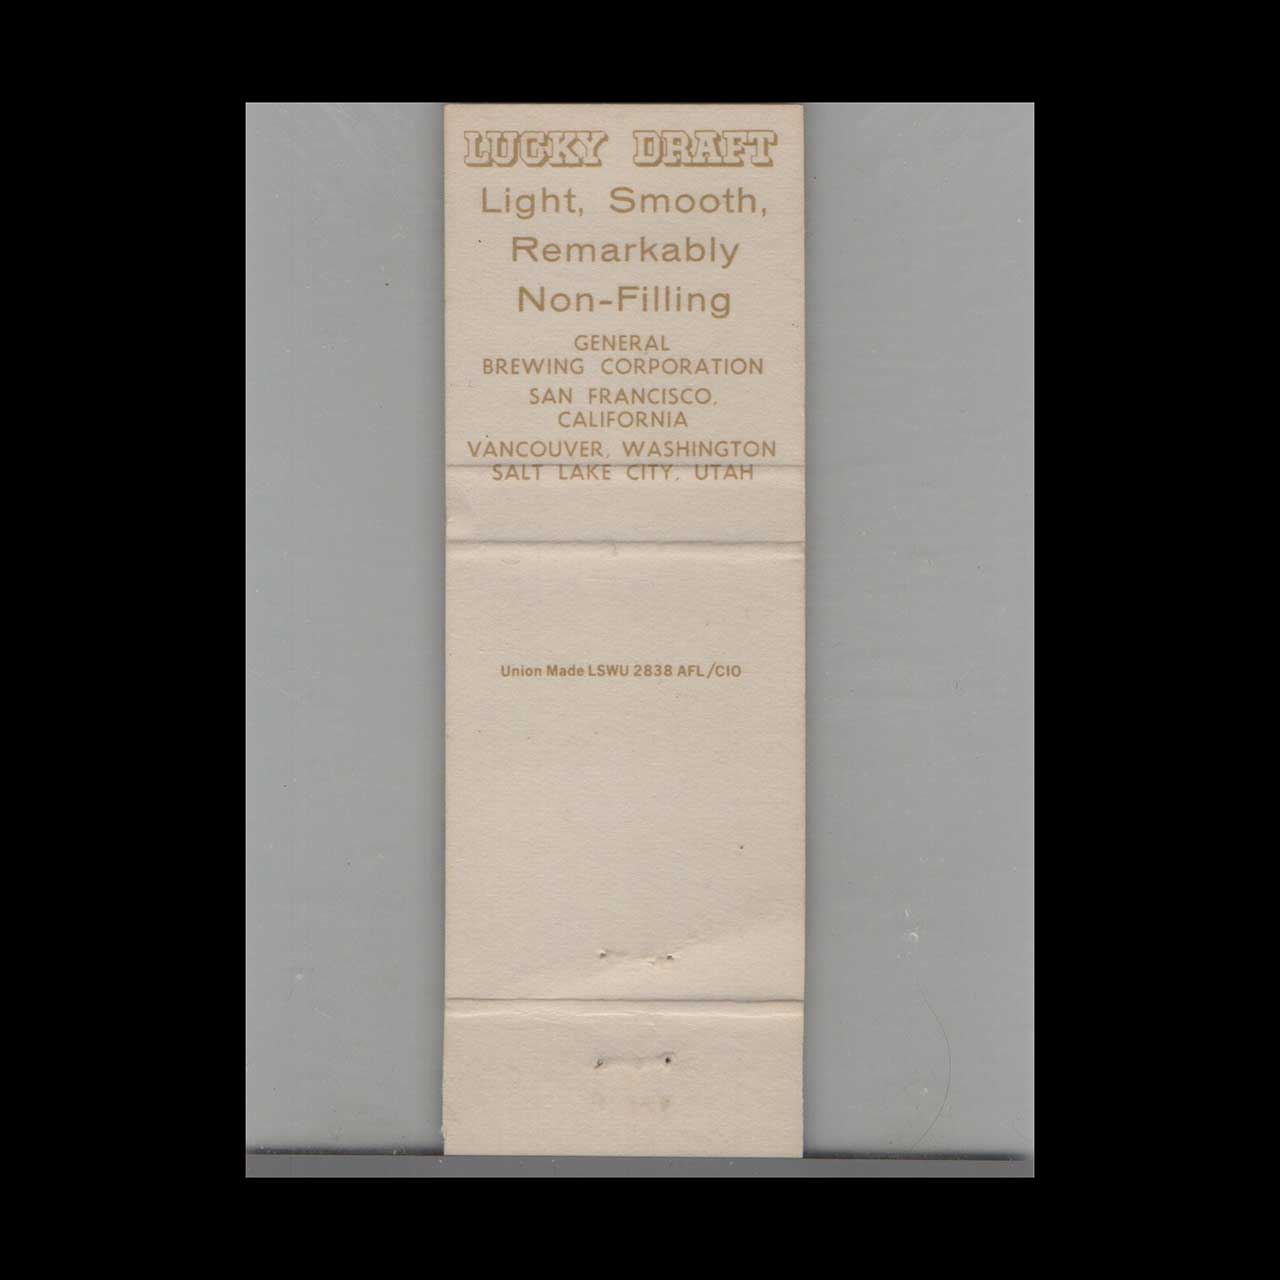 LUCKY DRAFT
Light, Smooth,
Remarkably
Non-Filling
GENERAL
BREWING CORPORATION
SAN FRANCISCO,
CALIFORNIA
VANCOUVER, WASHINGTON
SALT LAKE CITY, UTAH
Union Made LSWU 2838 AFL/CIO